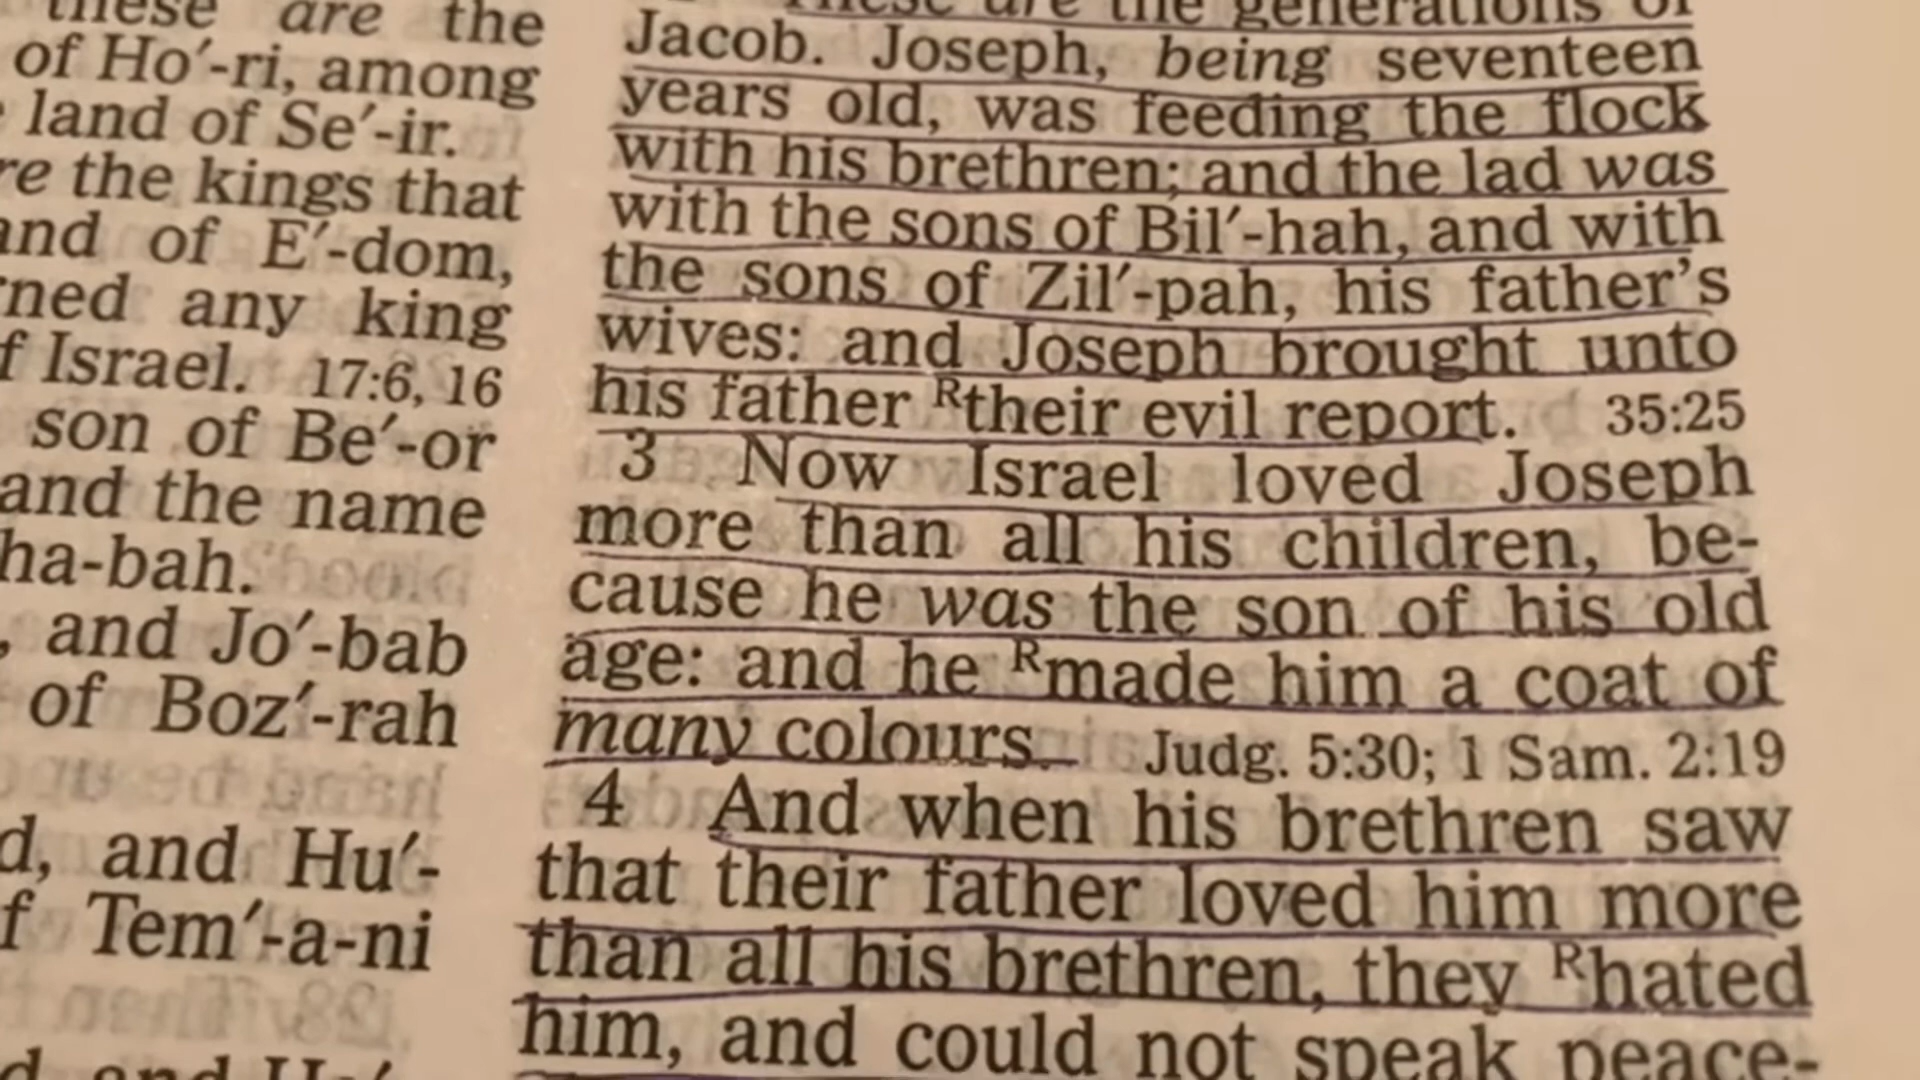 these are the
of Ho′-ri, among
land of Se′-ir.
re the kings that
and of E′-dom,
rned any king
f Israel. 17:6, 16
son of Be′-or
and the name
ha-bah.
, and Jo′-bab
of Boz′-rah
d, and Hu′-
f Tem′-a-ni
These are the generations of
Jacob. Joseph, being seventeen
years old, was feeding the flock
with his brethren; and the lad was
with the sons of Bil′-hah, and with
the sons of Zil′-pah, his father’s
wives: and Joseph brought unto
his father Rtheir evil report. 35:25
3 Now Israel loved Joseph
more than all his children, be-
cause he was the son of his old
age: and he Rmade him a coat of
many colours. Judg. 5:30; 1 Sam. 2:19
4 And when his brethren saw
that their father loved him more
than all his brethren, they Rhated
him, and could not speak peace-